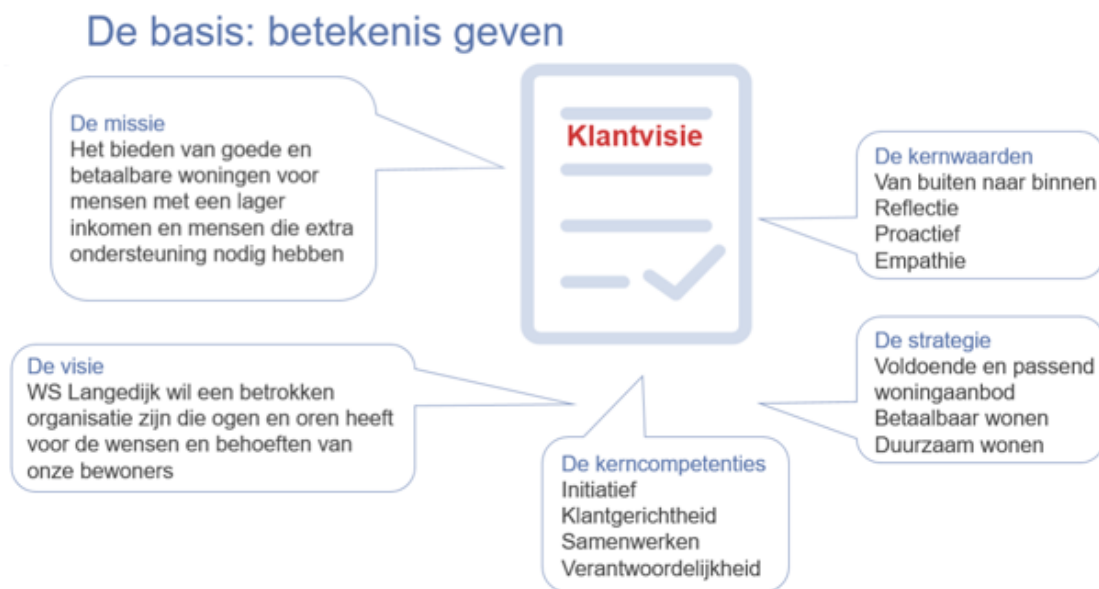 De basis: betekenis geven
De missie
Het bieden van goede en
betaalbare woningen voor
mensen met een lager
inkomen en mensen die extra
ondersteuning nodig hebben
Klantvisie
De kernwaarden
Van buiten naar binnen
Reflectie
Proactief
Empathie
De visie
WS Langedijk wil een betrokken
organisatie zijn die ogen en oren heeft
voor de wensen en behoeften van
onze bewoners
De strategie
Voldoende en passend
woningaanbod
Betaalbaar wonen
Duurzaam wonen
De kerncompetenties
Initiatief
Klantgerichtheid
Samenwerken
Verantwoordelijkheid